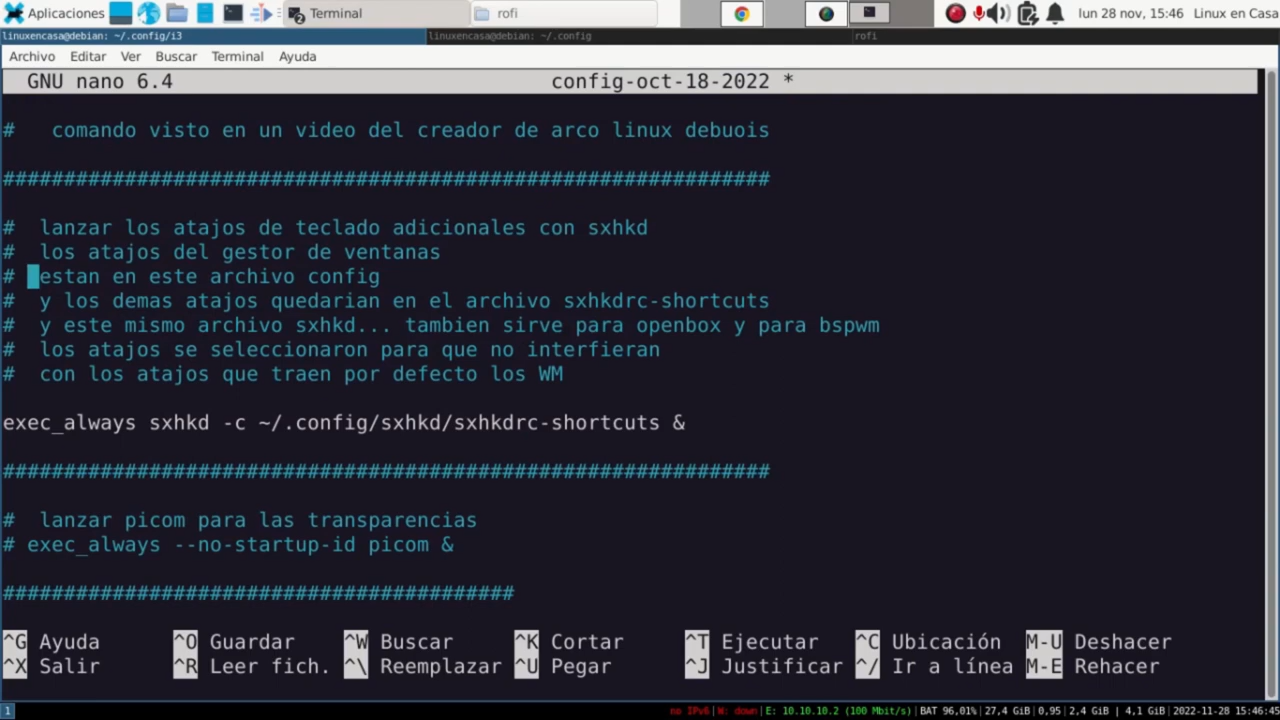 Aplicaciones Terminal rofi lun 28 nov, 15:46 Linux en Casa
linuxencasa@debian: ~/.config/i3 linuxencasa@debian: ~/.config rofi
Archivo Editar Ver Buscar Terminal Ayuda
GNU nano 6.4 config-oct-18-2022 *
#   comando visto en un video del creador de arco linux debuois
###############################################################
#  lanzar los atajos de teclado adicionales con sxhkd
#  los atajos del gestor de ventanas
#  estan en este archivo config
#  y los demas atajos quedarian en el archivo sxhkdrc-shortcuts
#  y este mismo archivo sxhkd... tambien sirve para openbox y para bspwm
#  los atajos se seleccionaron para que no interfieran
#  con los atajos que traen por defecto los WM
exec_always sxhkd -c ~/.config/sxhkd/sxhkdrc-shortcuts &
###############################################################
#  lanzar picom para las transparencias
# exec_always --no-startup-id picom &
##########################################
^G Ayuda ^O Guardar ^W Buscar ^K Cortar ^T Ejecutar ^C Ubicación M-U Deshacer
^X Salir ^R Leer fich. ^\ Reemplazar ^U Pegar ^J Justificar ^/ Ir a línea M-E Rehacer
1 no IPv6|W: down|E: 10.10.10.2 (100 Mbit/s)|BAT 96,01%|27,4 GiB|0,95|2,4 GiB|4,1 GiB|2022-11-28 15:46:45